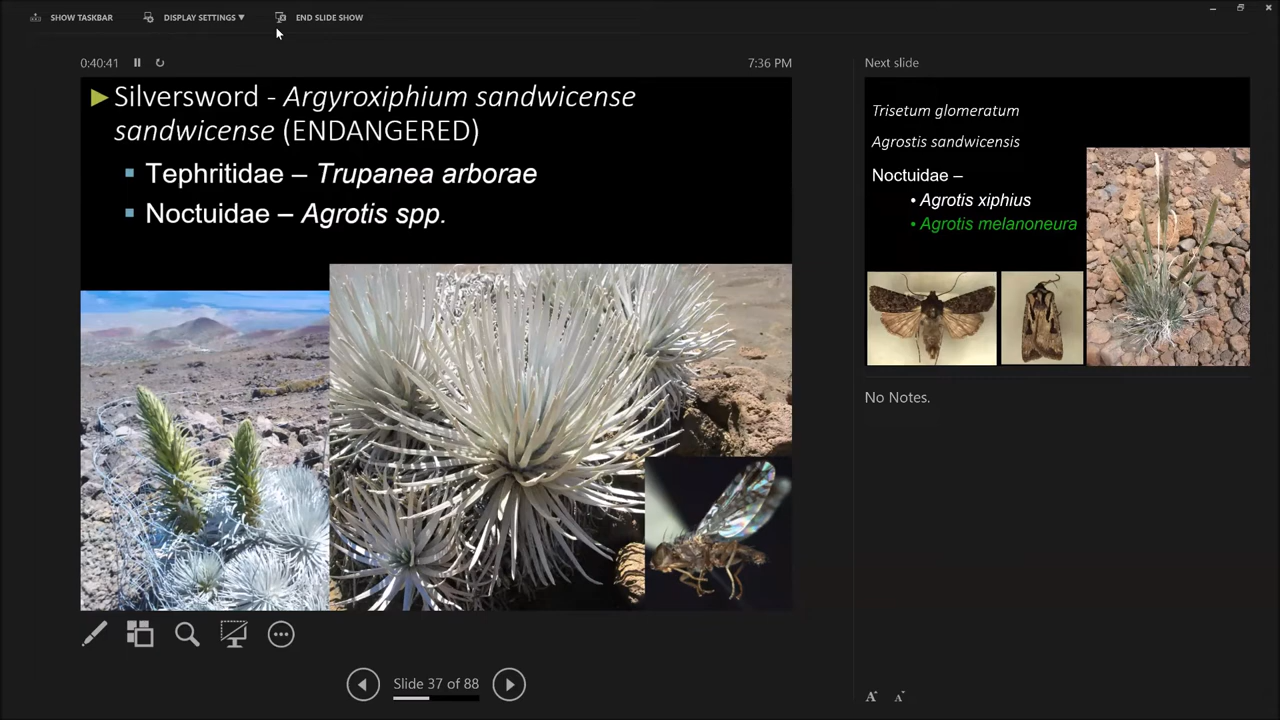 SHOW TASKBAR
DISPLAY SETTINGS ▼
END SLIDE SHOW
0:40:41
7:36 PM
Silversword - Argyroxiphium sandwicense
sandwicense (ENDANGERED)
Tephritidae – Trupanea arborae
Noctuidae – Agrotis spp.
Slide 37 of 88
Next slide
Trisetum glomeratum
Agrostis sandwicensis
Noctuidae –
• Agrotis xiphius
• Agrotis melanoneura
No Notes.
A A